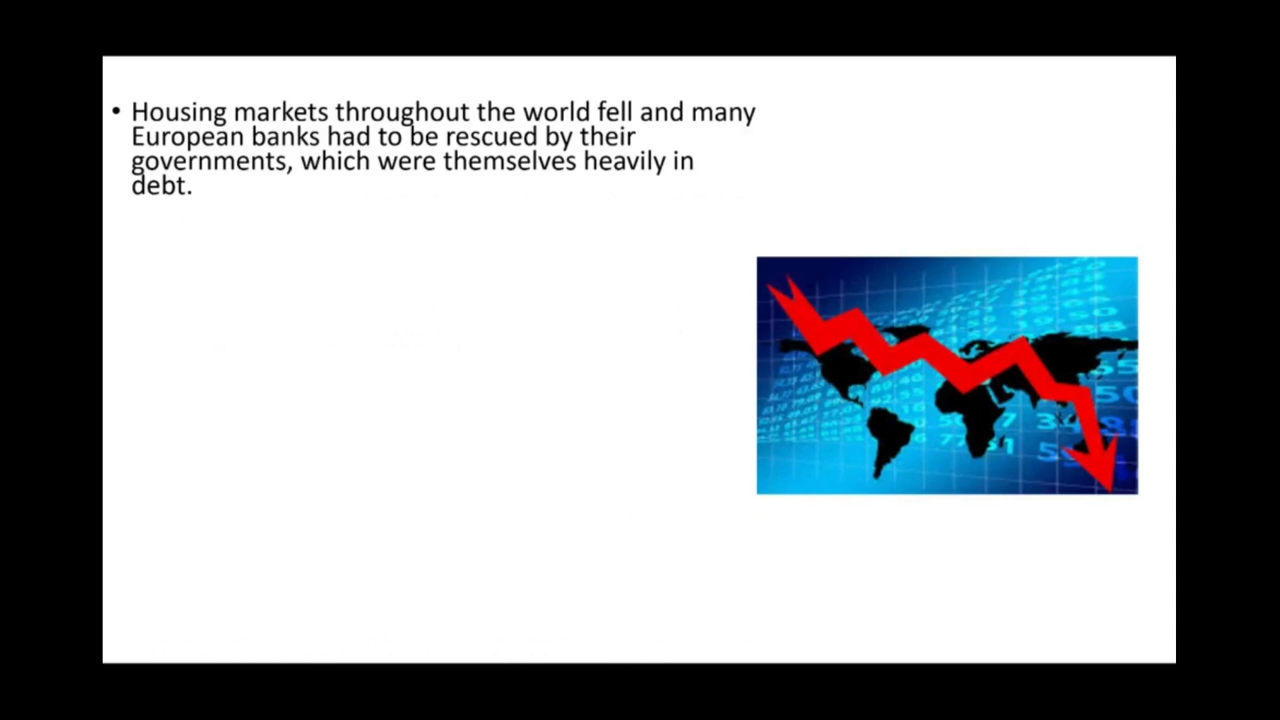 • Housing markets throughout the world fell and many
European banks had to be rescued by their
governments, which were themselves heavily in
debt.